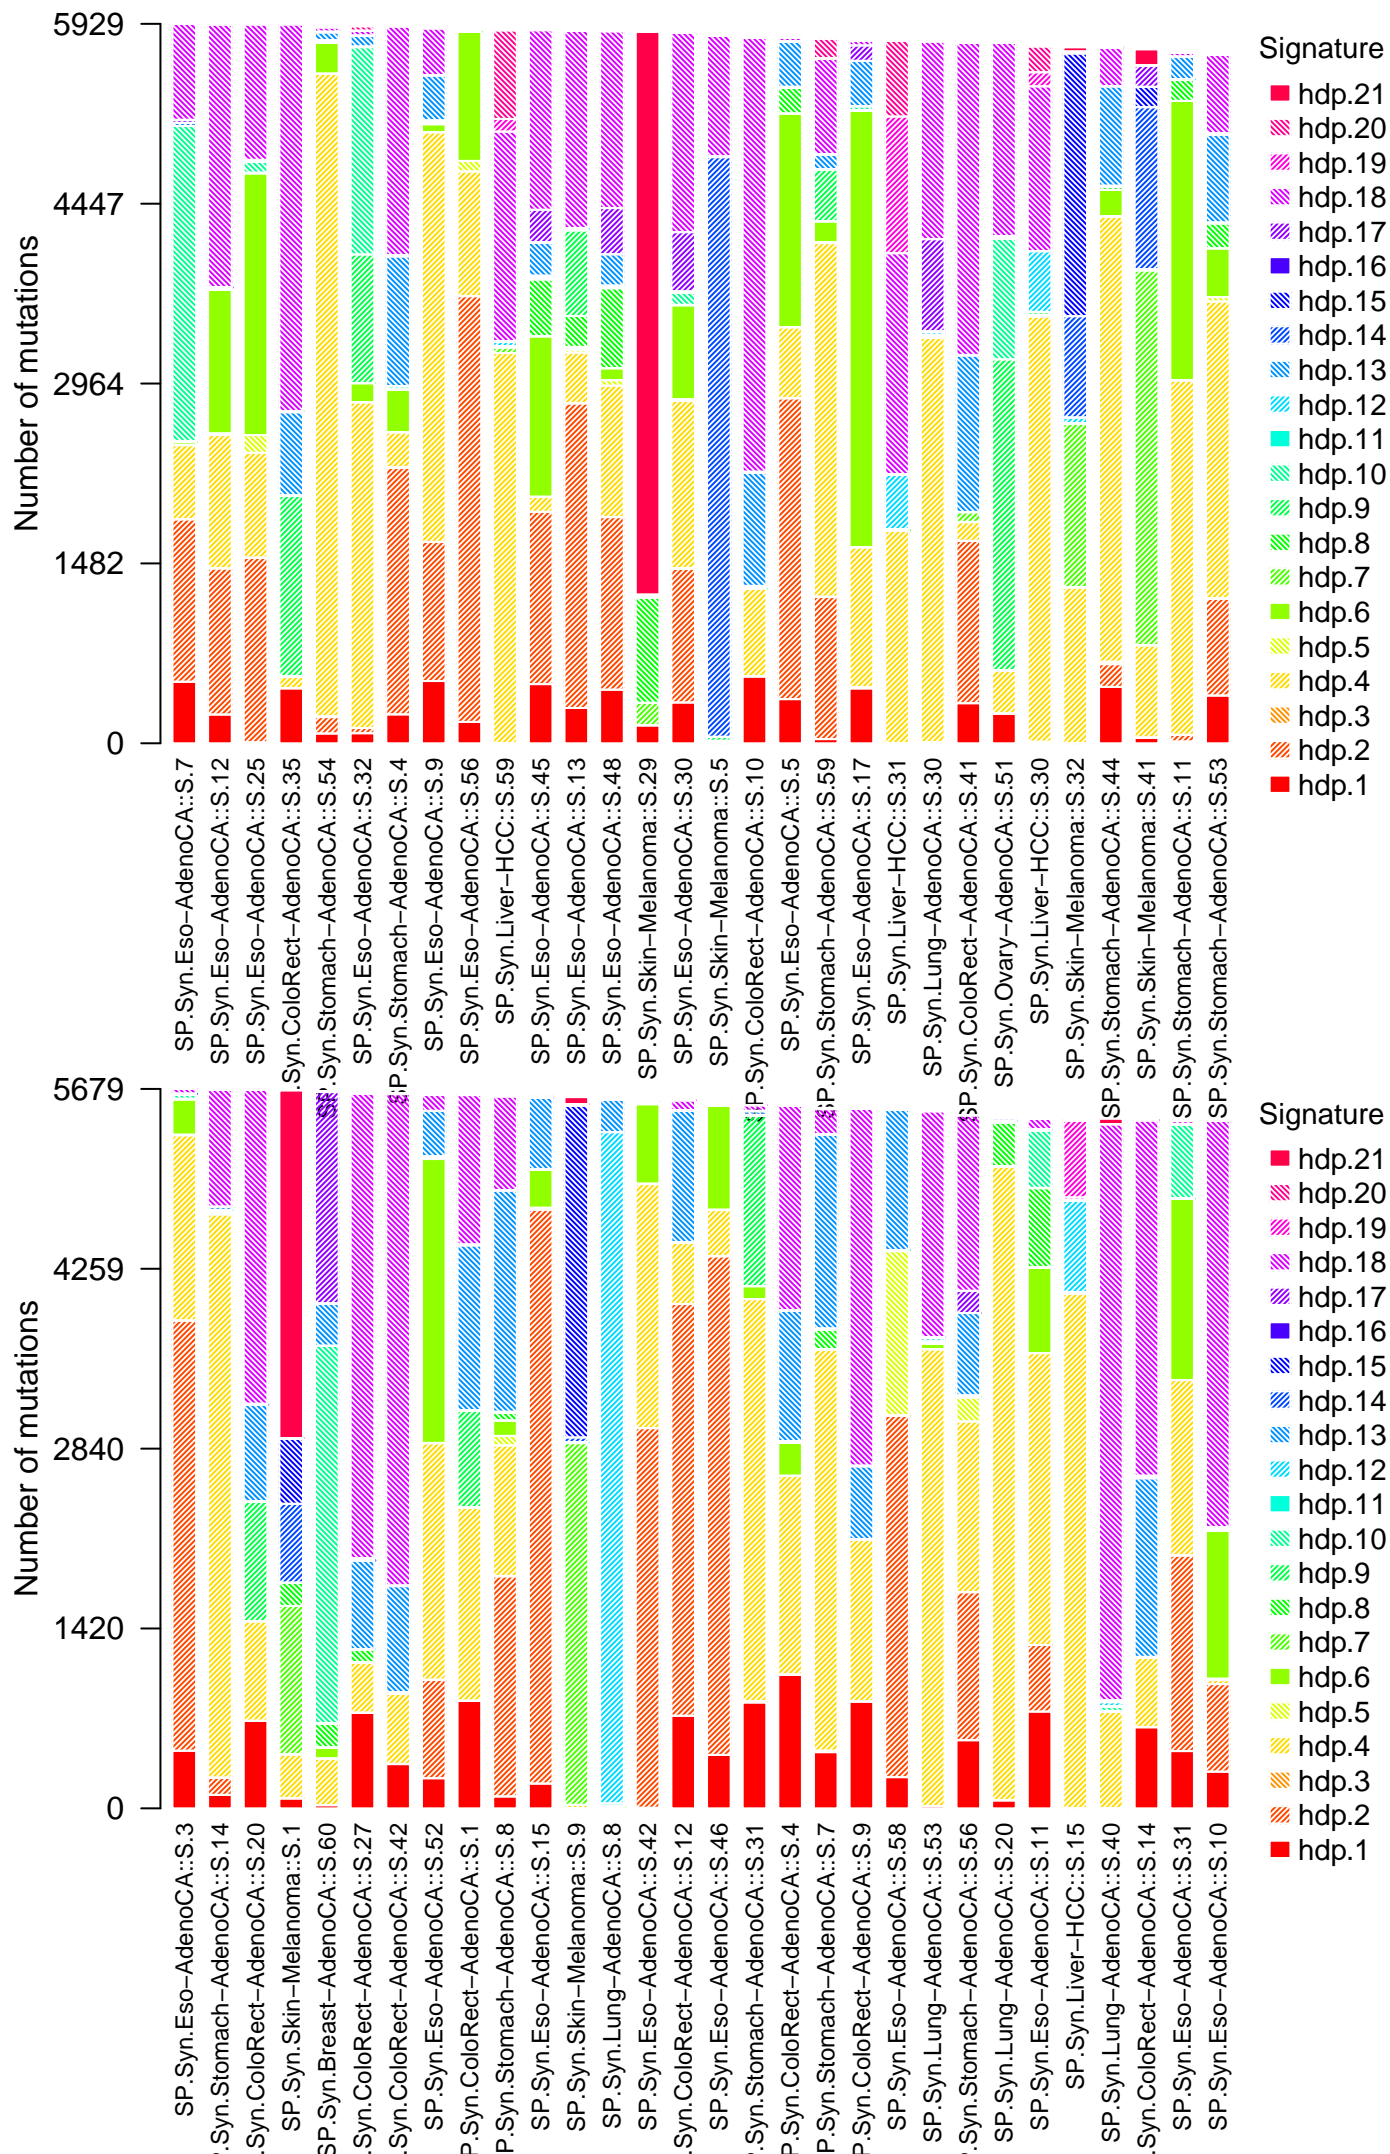 5929
4447
2964
1482
0
Number of mutations
Signature
hdp.21
hdp.20
hdp.19
hdp.18
hdp.17
hdp.16
hdp.15
hdp.14
hdp.13
hdp.12
hdp.11
hdp.10
hdp.9
hdp.8
hdp.7
hdp.6
hdp.5
hdp.4
hdp.3
hdp.2
hdp.1
SP.Syn.Eso−AdenoCA::S.7
SP.Syn.Eso−AdenoCA::S.12
SP.Syn.Eso−AdenoCA::S.25
.Syn.ColoRect−AdenoCA::S.35
SP.Syn.Stomach−AdenoCA::S.54
SP.Syn.Eso−AdenoCA::S.32
SP.Syn.Stomach−AdenoCA::S.4
SP.Syn.Eso−AdenoCA::S.9
SP.Syn.Eso−AdenoCA::S.56
SP.Syn.Liver−HCC::S.59
SP.Syn.Eso−AdenoCA::S.45
SP.Syn.Eso−AdenoCA::S.13
SP.Syn.Eso−AdenoCA::S.48
SP.Syn.Skin−Melanoma::S.29
SP.Syn.Eso−AdenoCA::S.30
SP.Syn.Skin−Melanoma::S.5
SP.Syn.ColoRect−AdenoCA::S.10
SP.Syn.Eso−AdenoCA::S.5
SP.Syn.Stomach−AdenoCA::S.59
SP.Syn.Eso−AdenoCA::S.17
SP.Syn.Liver−HCC::S.31
SP.Syn.Lung−AdenoCA::S.30
SP.Syn.ColoRect−AdenoCA::S.41
SP.Syn.Ovary−AdenoCA::S.51
SP.Syn.Liver−HCC::S.30
SP.Syn.Skin−Melanoma::S.32
SP.Syn.Stomach−AdenoCA::S.44
SP.Syn.Skin−Melanoma::S.41
SP.Syn.Stomach−AdenoCA::S.11
SP.Syn.Stomach−AdenoCA::S.53
5679
4259
2840
1420
0
Number of mutations
Signature
hdp.21
hdp.20
hdp.19
hdp.18
hdp.17
hdp.16
hdp.15
hdp.14
hdp.13
hdp.12
hdp.11
hdp.10
hdp.9
hdp.8
hdp.7
hdp.6
hdp.5
hdp.4
hdp.3
hdp.2
hdp.1
SP.Syn.Eso−AdenoCA::S.3
P.Syn.Stomach−AdenoCA::S.14
.Syn.ColoRect−AdenoCA::S.20
SP.Syn.Skin−Melanoma::S.1
SP.Syn.Breast−AdenoCA::S.60
.Syn.ColoRect−AdenoCA::S.27
.Syn.ColoRect−AdenoCA::S.42
SP.Syn.Eso−AdenoCA::S.52
P.Syn.ColoRect−AdenoCA::S.1
SP.Syn.Stomach−AdenoCA::S.8
SP.Syn.Eso−AdenoCA::S.15
SP.Syn.Skin−Melanoma::S.9
SP.Syn.Lung−AdenoCA::S.8
SP.Syn.Eso−AdenoCA::S.42
.Syn.ColoRect−AdenoCA::S.12
SP.Syn.Eso−AdenoCA::S.46
P.Syn.Stomach−AdenoCA::S.31
P.Syn.ColoRect−AdenoCA::S.4
SP.Syn.Stomach−AdenoCA::S.7
P.Syn.ColoRect−AdenoCA::S.9
SP.Syn.Eso−AdenoCA::S.58
SP.Syn.Lung−AdenoCA::S.53
P.Syn.Stomach−AdenoCA::S.56
SP.Syn.Lung−AdenoCA::S.20
SP.Syn.Eso−AdenoCA::S.11
SP.Syn.Liver−HCC::S.15
SP.Syn.Lung−AdenoCA::S.40
.Syn.ColoRect−AdenoCA::S.14
P.Syn.Stomach−AdenoCA::S.31
SP.Syn.Eso−AdenoCA::S.10